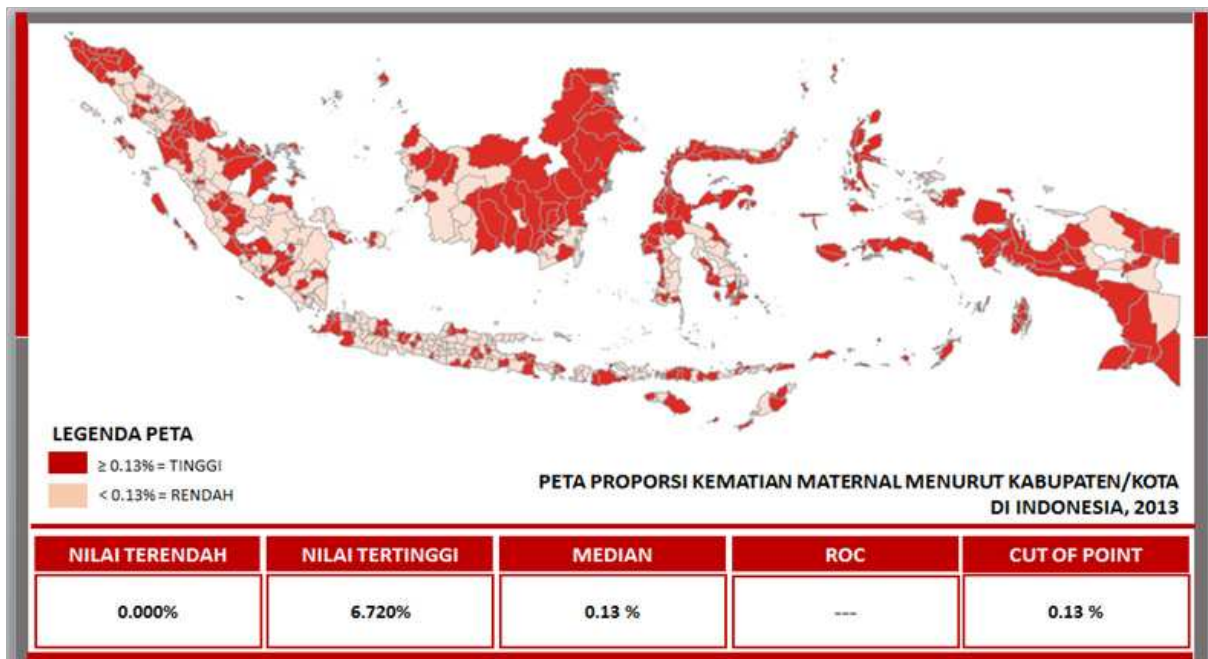 LEGENDA PETA
≥ 0.13% = TINGGI
< 0.13% = RENDAH
PETA PROPORSI KEMATIAN MATERNAL MENURUT KABUPATEN/KOTA
DI INDONESIA, 2013
NILAI TERENDAH NILAI TERTINGGI MEDIAN ROC CUT OF POINT
0.000% 6.720% 0.13 % --- 0.13 %